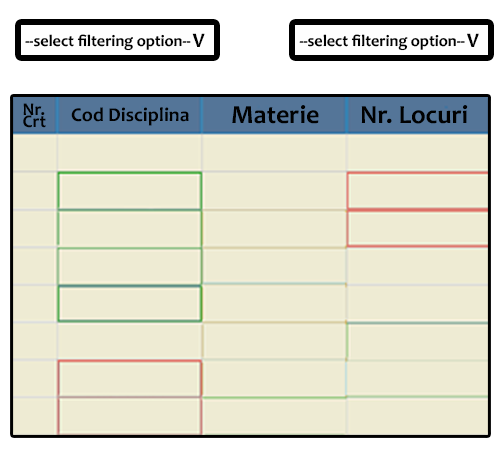 --select filtering option-- V
--select filtering option-- V
Nr.
Crt
Cod Disciplina
Materie
Nr. Locuri